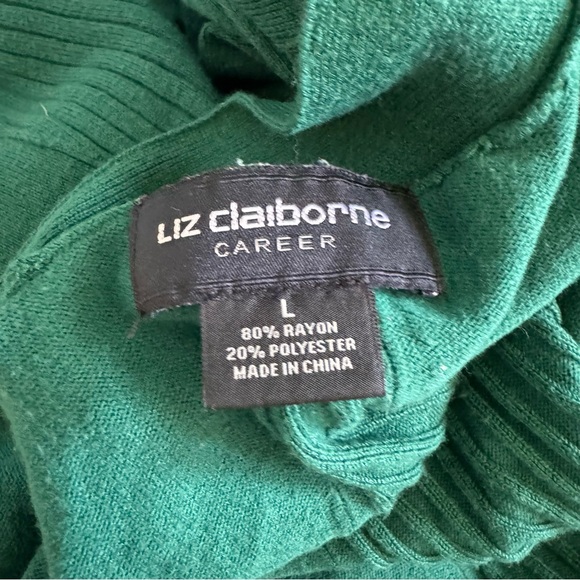 Liz claiborne
CAREER
L
80% RAYON
20% POLYESTER
MADE IN CHINA